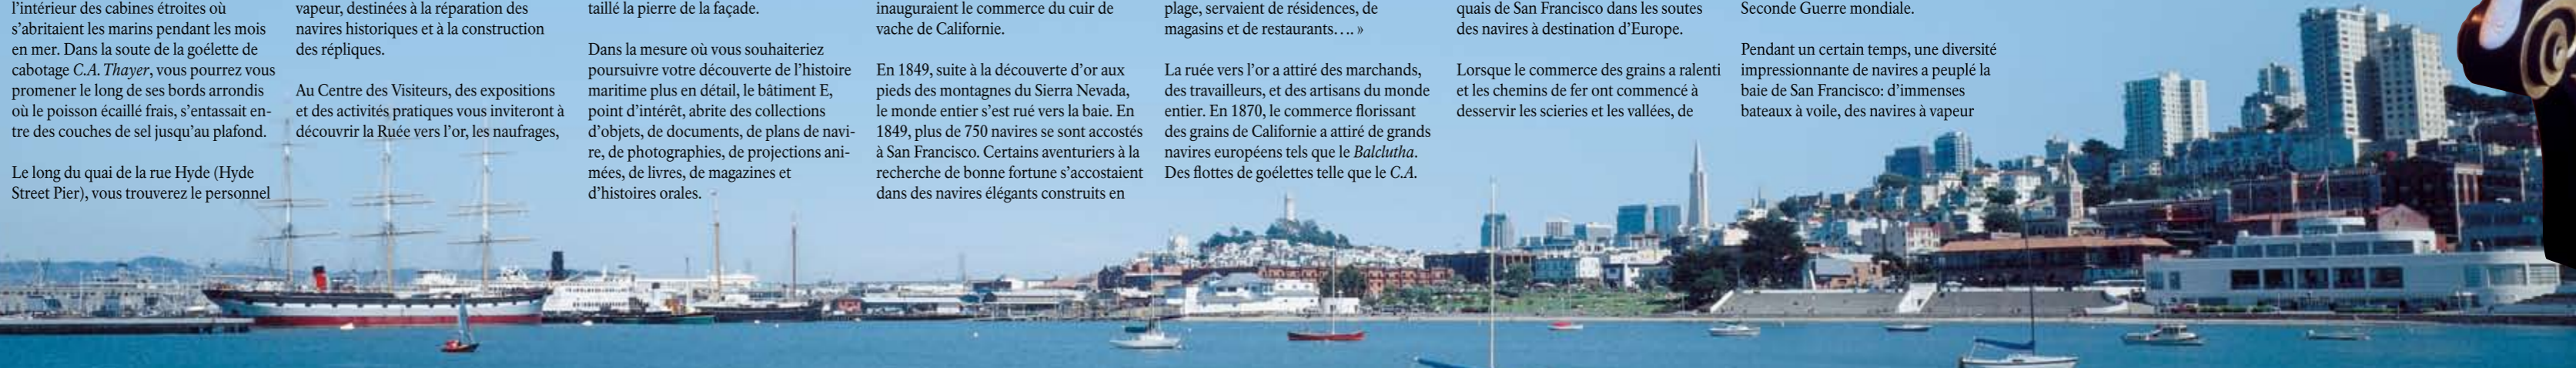 l’intérieur des cabines étroites où
s’abritaient les marins pendant les mois
en mer. Dans la soute de la goélette de
cabotage C.A. Thayer, vous pourrez vous
promener le long de ses bords arrondis
où le poisson écaillé frais, s’entassait en-
tre des couches de sel jusqu’au plafond.
Le long du quai de la rue Hyde (Hyde
Street Pier), vous trouverez le personnel
vapeur, destinées à la réparation des
navires historiques et à la construction
des répliques.
Au Centre des Visiteurs, des expositions
et des activités pratiques vous inviteront à
découvrir la Ruée vers l’or, les naufrages,
taillé la pierre de la façade.
Dans la mesure où vous souhaiteriez
poursuivre votre découverte de l’histoire
maritime plus en détail, le bâtiment E,
point d’intérêt, abrite des collections
d’objets, de documents, de plans de navi-
re, de photographies, de projections ani-
mées, de livres, de magazines et
d’histoires orales.
inauguraient le commerce du cuir de
vache de Californie.
En 1849, suite à la découverte d’or aux
pieds des montagnes du Sierra Nevada,
le monde entier s’est rué vers la baie. En
1849, plus de 750 navires se sont accostés
à San Francisco. Certains aventuriers à la
recherche de bonne fortune s’accostaient
dans des navires élégants construits en
plage, servaient de résidences, de
magasins et de restaurants…. »
La ruée vers l’or a attiré des marchands,
des travailleurs, et des artisans du monde
entier. En 1870, le commerce florissant
des grains de Californie a attiré de grands
navires européens tels que le Balclutha.
Des flottes de goélettes telle que le C.A.
quais de San Francisco dans les soutes
des navires à destination d’Europe.
Lorsque le commerce des grains a ralenti
et les chemins de fer ont commencé à
desservir les scieries et les vallées, de
Seconde Guerre mondiale.
Pendant un certain temps, une diversité
impressionnante de navires a peuplé la
baie de San Francisco: d’immenses
bateaux à voile, des navires à vapeur